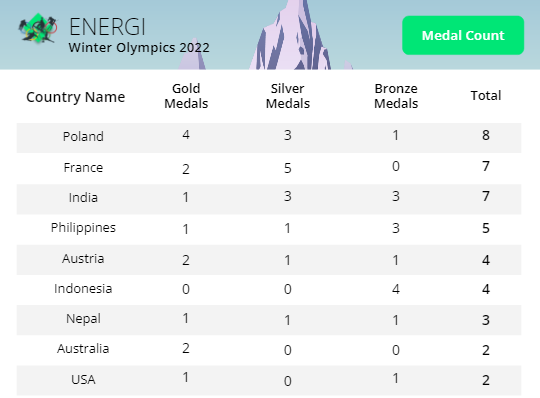 ENERGI
Winter Olympics 2022
Medal Count
Country Name Gold Medals Silver Medals Bronze Medals Total
Poland 4 3 1 8
France 2 5 0 7
India 1 3 3 7
Philippines 1 1 3 5
Austria 2 1 1 4
Indonesia 0 0 4 4
Nepal 1 1 1 3
Australia 2 0 0 2
USA 1 0 1 2